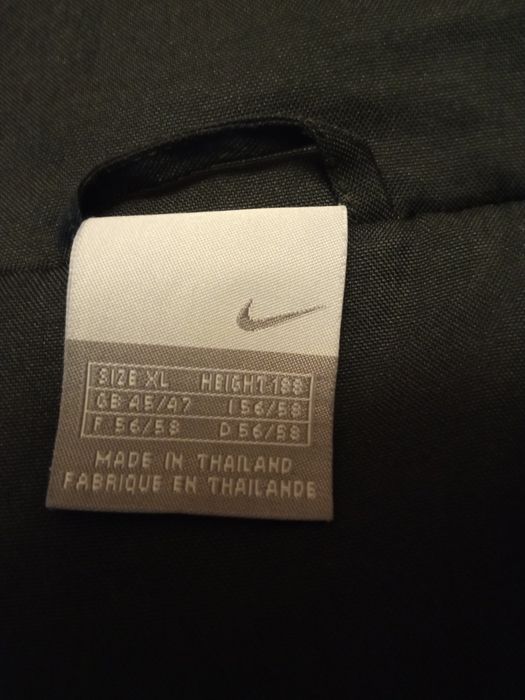 SIZE XL HEIGHT 188
GB 45/47 I 56/58
F 56/58 D 56/58
MADE IN THAILAND
FABRIQUE EN THAILANDE